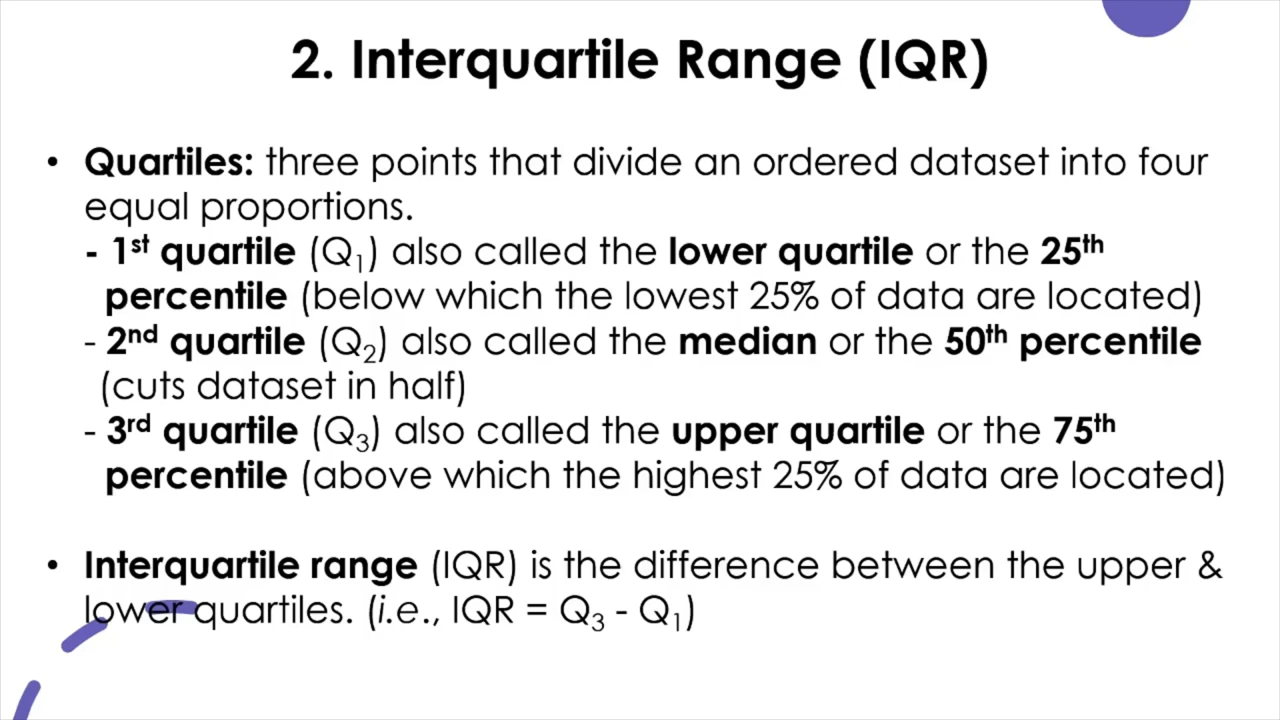 2. Interquartile Range (IQR)
• Quartiles: three points that divide an ordered dataset into four
equal proportions.
- 1st quartile (Q1) also called the lower quartile or the 25th
percentile (below which the lowest 25% of data are located)
- 2nd quartile (Q2) also called the median or the 50th percentile
(cuts dataset in half)
- 3rd quartile (Q3) also called the upper quartile or the 75th
percentile (above which the highest 25% of data are located)
• Interquartile range (IQR) is the difference between the upper &
lower quartiles. (i.e., IQR = Q3 - Q1)